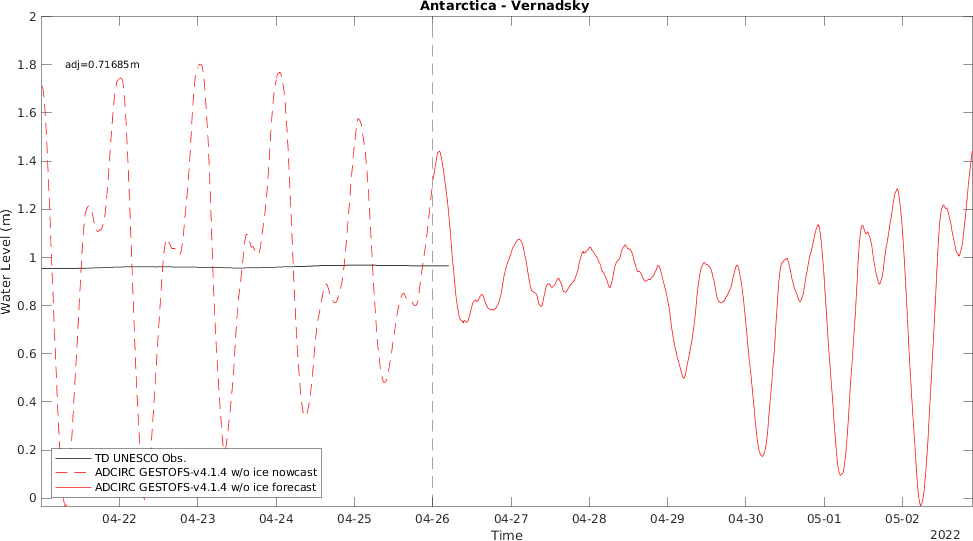 Antarctica - Vernadsky
2
1.8
1.6
1.4
1.2
1
0.8
0.6
0.4
0.2
0
Water Level (m)
adj=0.71685m
TD UNESCO Obs.
ADCIRC GESTOFS-v4.1.4 w/o ice nowcast
ADCIRC GESTOFS-v4.1.4 w/o ice forecast
04-22 04-23 04-24 04-25 04-26 04-27 04-28 04-29 04-30 05-01 05-02
Time
2022